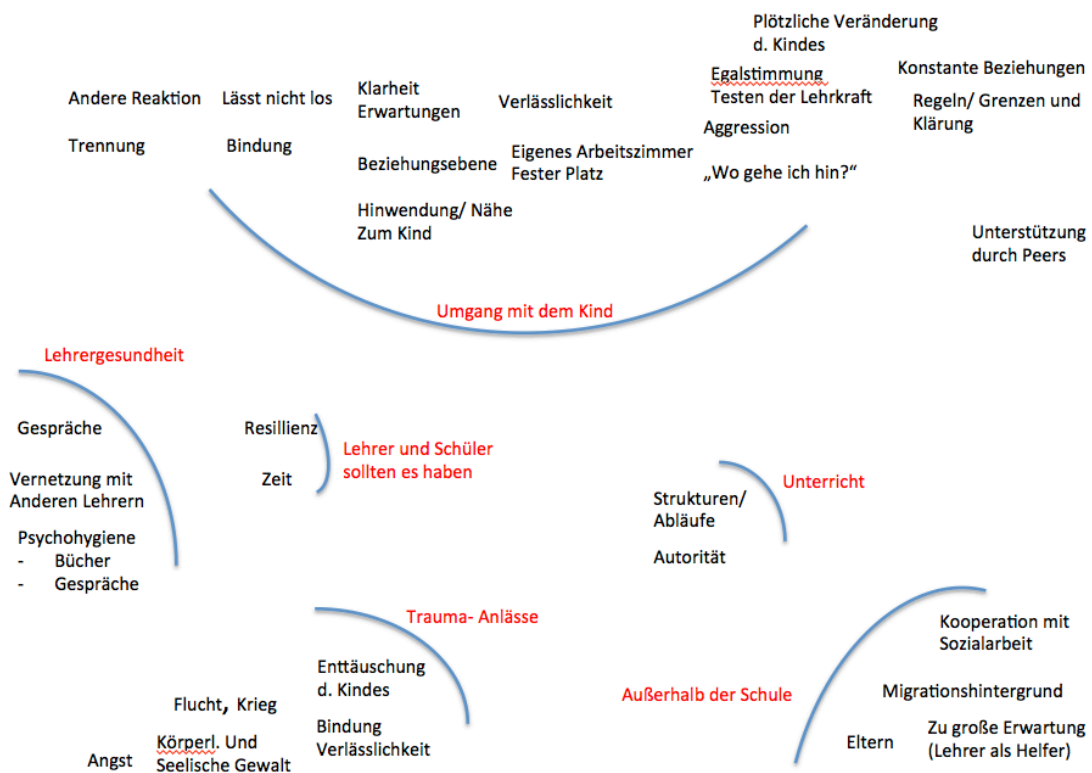 Plötzliche Veränderung
d. Kindes
Andere Reaktion
Trennung
Lässt nicht los
Bindung
Klarheit
Erwartungen
Beziehungsebene
Hinwendung/ Nähe
Zum Kind
Verlässlichkeit
Eigenes Arbeitszimmer
Fester Platz
Egalstimmung
Testen der Lehrkraft
Aggression
„Wo gehe ich hin?“
Konstante Beziehungen
Regeln/ Grenzen und
Klärung
Unterstützung
durch Peers
Umgang mit dem Kind
Lehrergesundheit
Gespräche
Vernetzung mit
Anderen Lehrern
Psychohygiene
- Bücher
- Gespräche
Resillienz
Zeit
Lehrer und Schüler
sollten es haben
Unterricht
Strukturen/
Abläufe
Autorität
Trauma- Anlässe
Enttäuschung
d. Kindes
Flucht, Krieg
Bindung
Verlässlichkeit
Angst
Körperl. Und
Seelische Gewalt
Außerhalb der Schule
Kooperation mit
Sozialarbeit
Migrationshintergrund
Eltern
Zu große Erwartung
(Lehrer als Helfer)